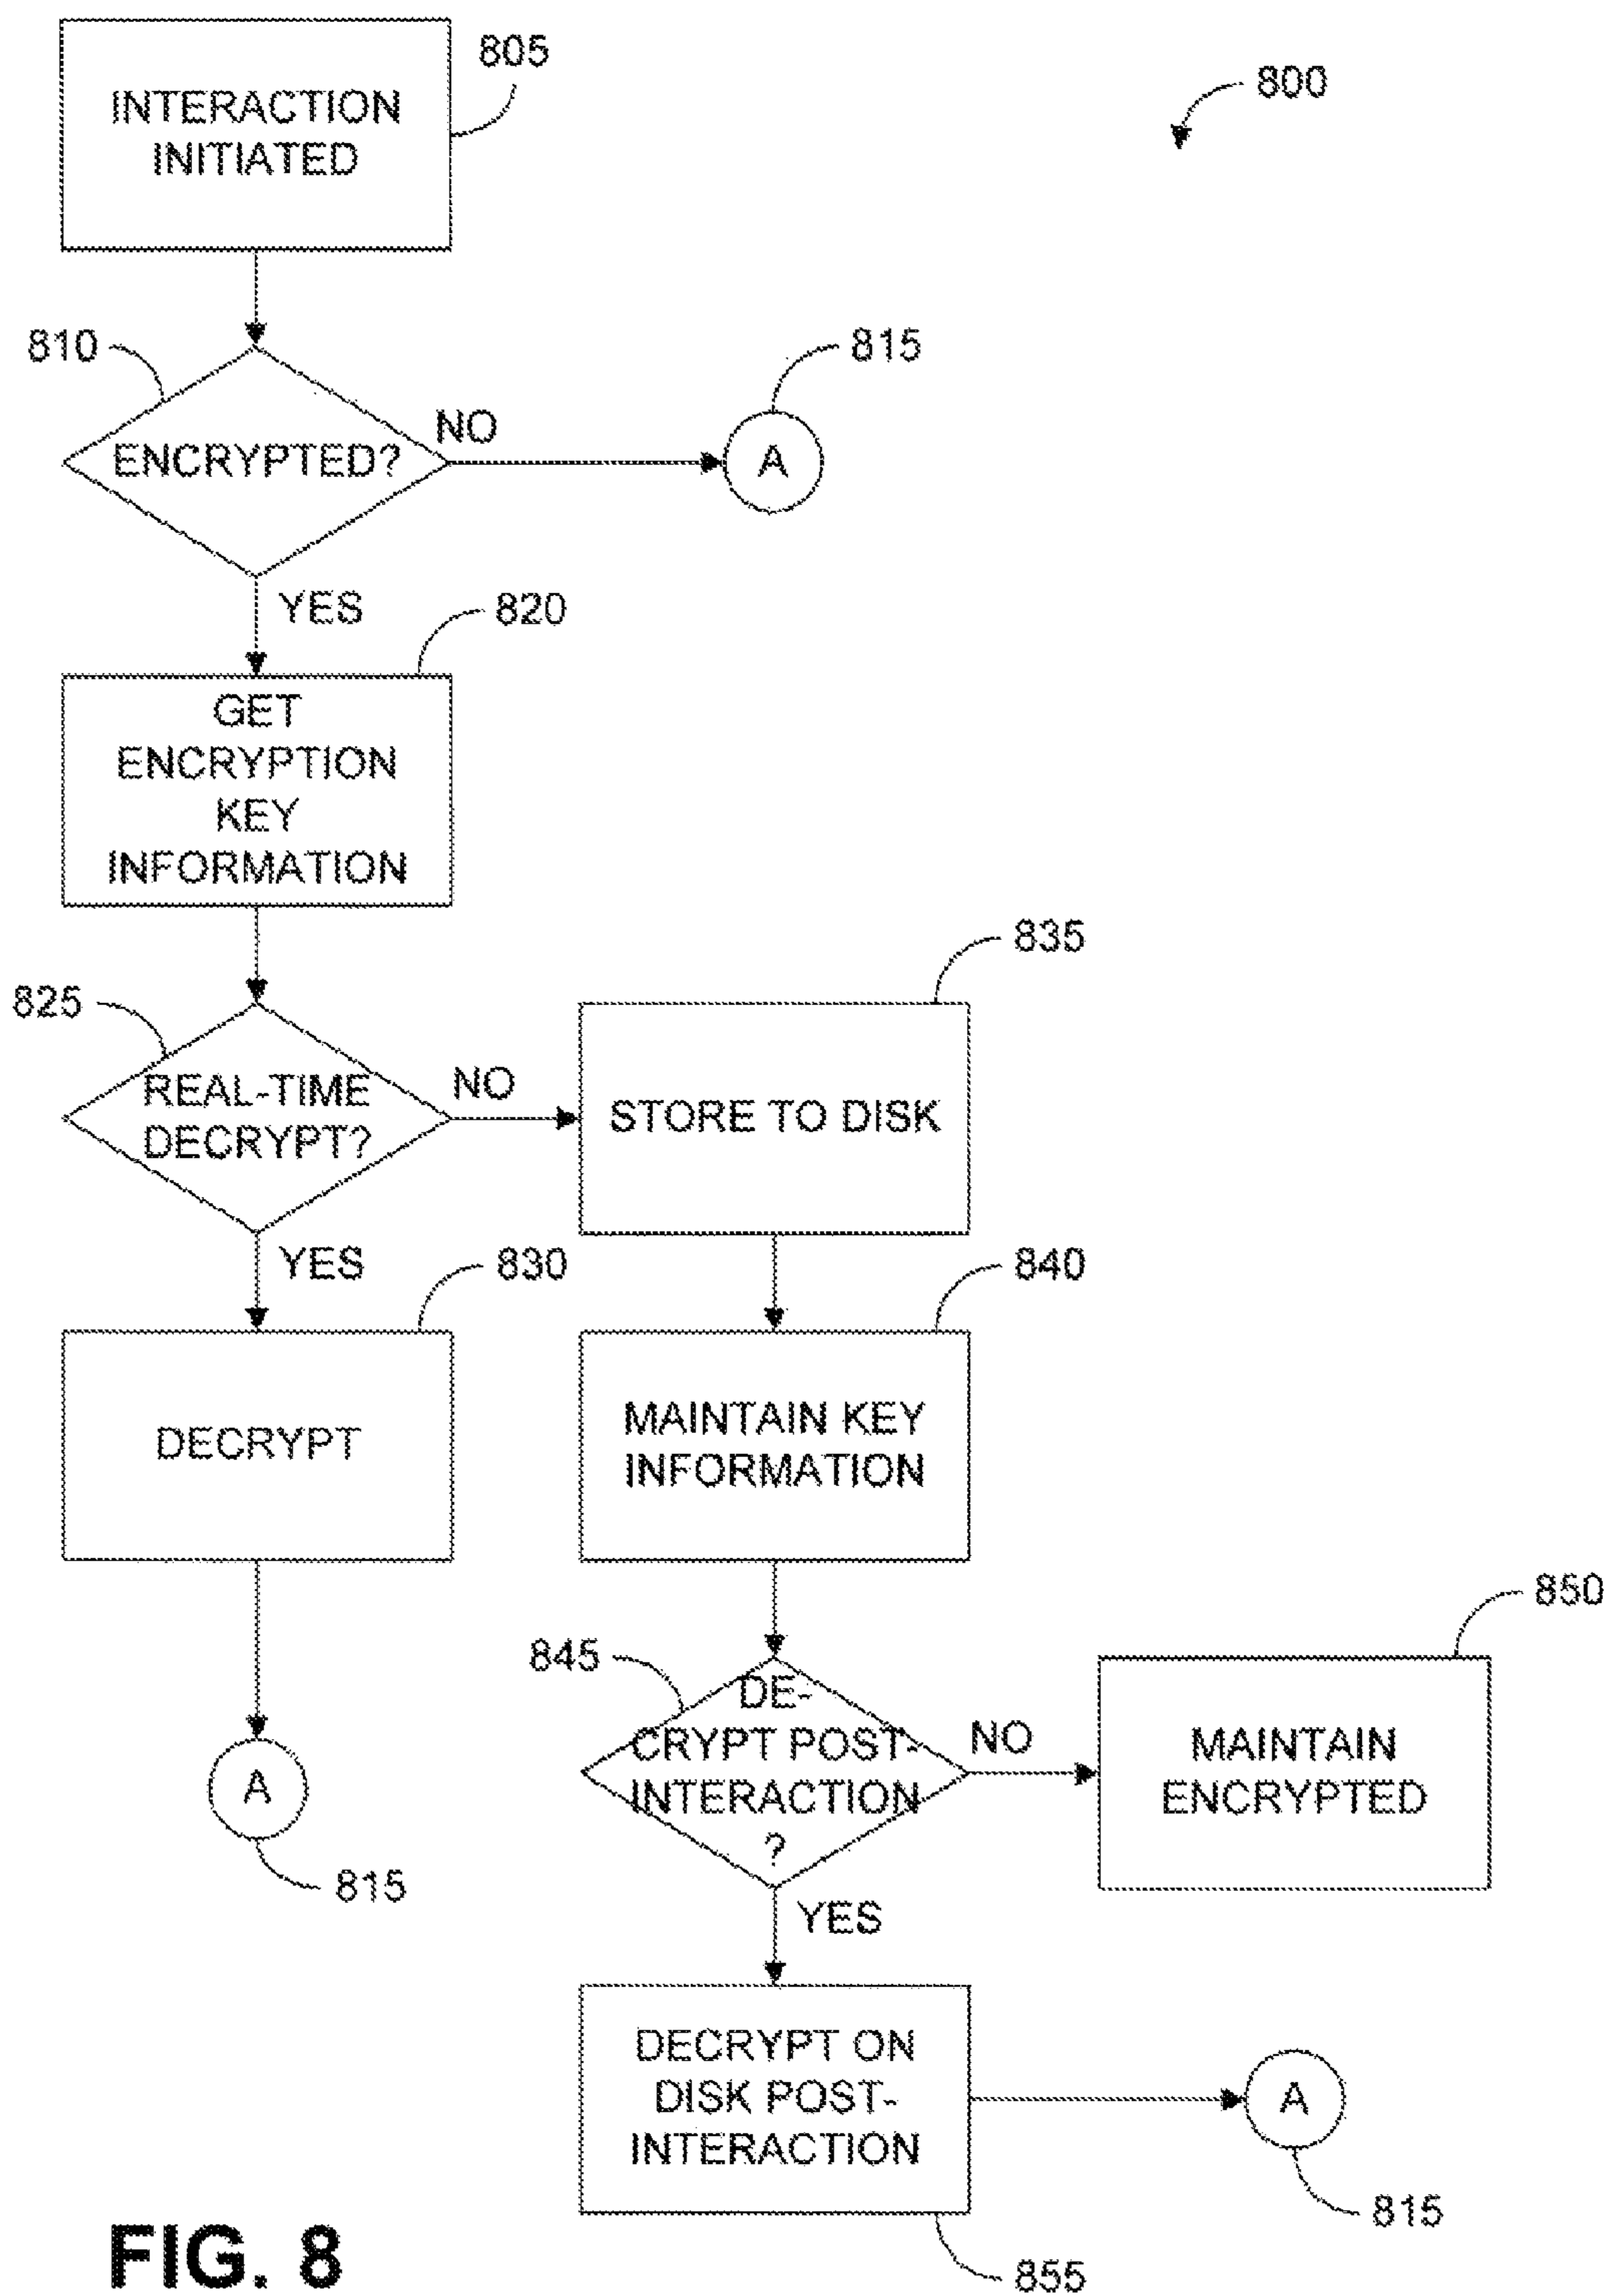 805
800
INTERACTION
INITIATED
810
815
NO
ENCRYPTED?
A
YES
820
GET
ENCRYPTION
KEY
INFORMATION
835
825
REAL-TIME
DECRYPT?
NO
STORE TO DISK
YES
830
840
DECRYPT
MAINTAIN KEY
INFORMATION
850
845
DE-
CRYPT POST-
INTERACTION
?
NO
MAINTAIN
ENCRYPTED
A
815
YES
DECRYPT ON
DISK POST-
INTERACTION
A
815
855
FIG. 8